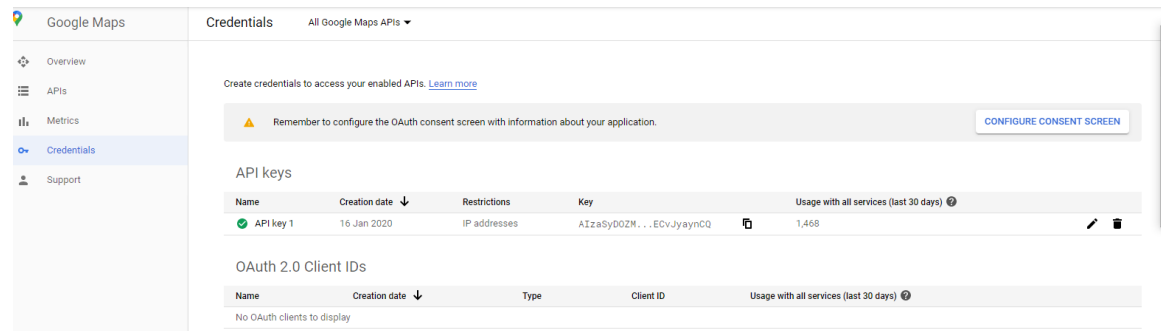 Google Maps
Credentials
All Google Maps APIs
Overview
APIs
Metrics
Credentials
Support
Create credentials to access your enabled APIs. Learn more
Remember to configure the OAuth consent screen with information about your application.
CONFIGURE CONSENT SCREEN
API keys
Name Creation date Restrictions Key Usage with all services (last 30 days)
API key 1 16 Jan 2020 IP addresses AIzaSyDOZM...ECvJyaynCQ 1,468
OAuth 2.0 Client IDs
Name Creation date Type Client ID Usage with all services (last 30 days)
No OAuth clients to display